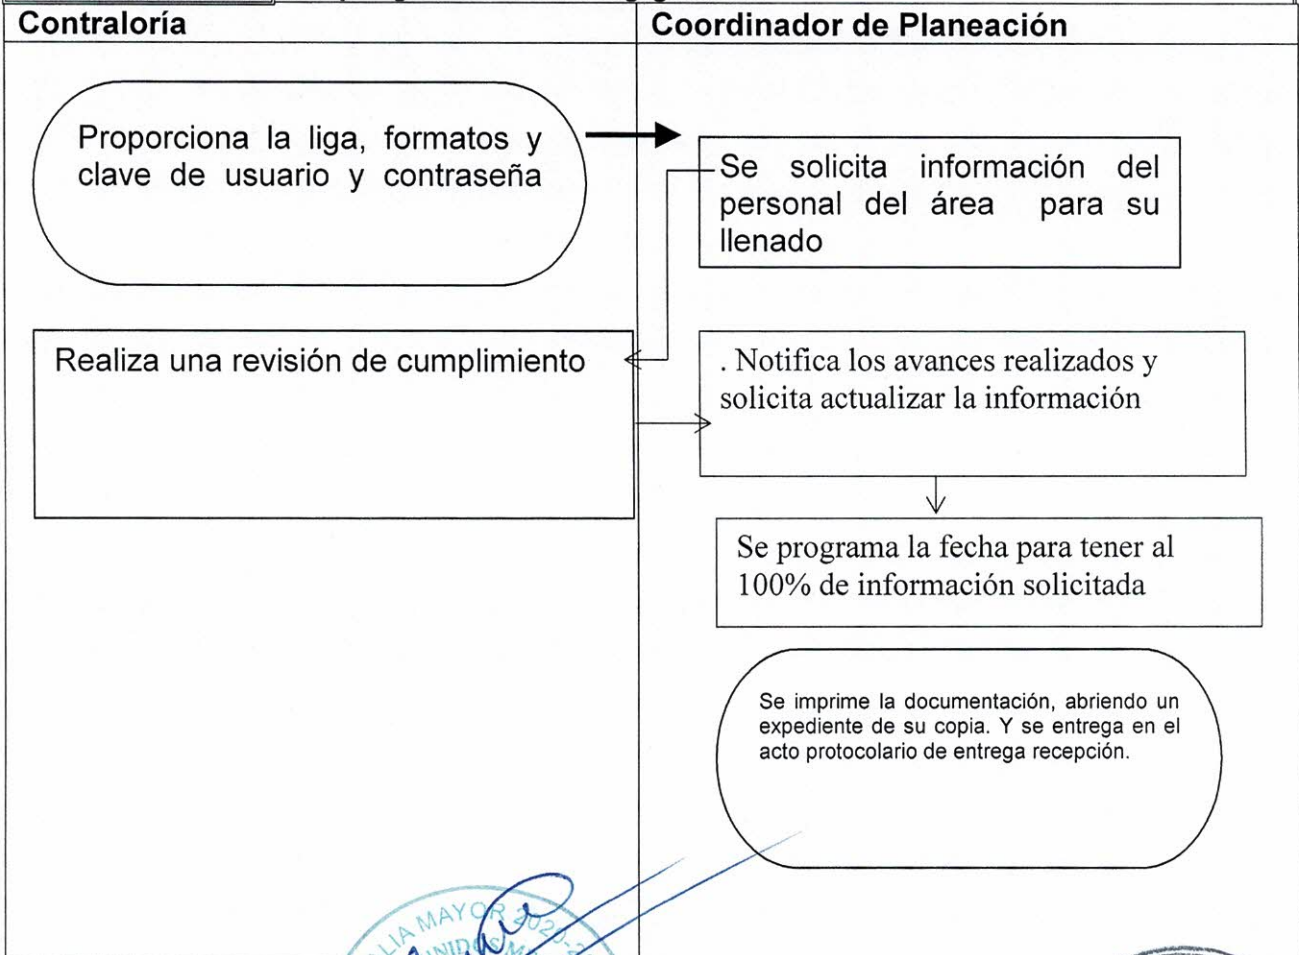 Contraloría
Coordinador de Planeación
Proporciona la liga, formatos y
clave de usuario y contraseña
Se solicita información del
personal del área para su
llenado
Realiza una revisión de cumplimiento
. Notifica los avances realizados y
solicita actualizar la información
Se programa la fecha para tener al
100% de información solicitada
Se imprime la documentación, abriendo un
expediente de su copia. Y se entrega en el
acto protocolario de entrega recepción.
MAYOR 2020-2